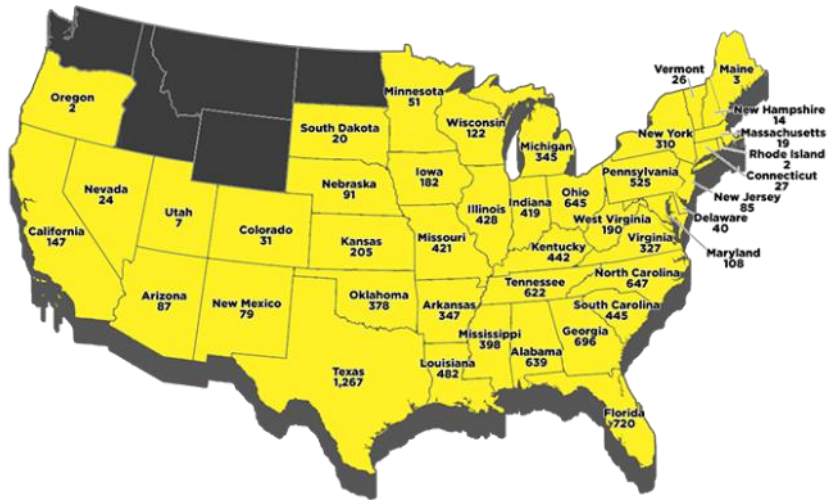 Vermont
26
Maine
3
Oregon
2
Minnesota
51
New Hampshire
14
Wisconsin
122
South Dakota
20
New York
310
Massachusetts
19
Michigan
345
Rhode Island
2
Connecticut
27
Pennsylvania
525
Iowa
182
Nebraska
91
Nevada
24
Ohio
645
Indiana
419
Illinois
428
New Jersey
85
Utah
7
Delaware
40
West Virginia
190
California
147
Colorado
31
Kansas
205
Missouri
421
Virginia
327
Kentucky
442
Maryland
108
North Carolina
647
Tennessee
622
Arizona
87
New Mexico
79
Oklahoma
378
Arkansas
347
South Carolina
445
Mississippi
398
Georgia
696
Alabama
639
Louisiana
482
Texas
1,267
Florida
720